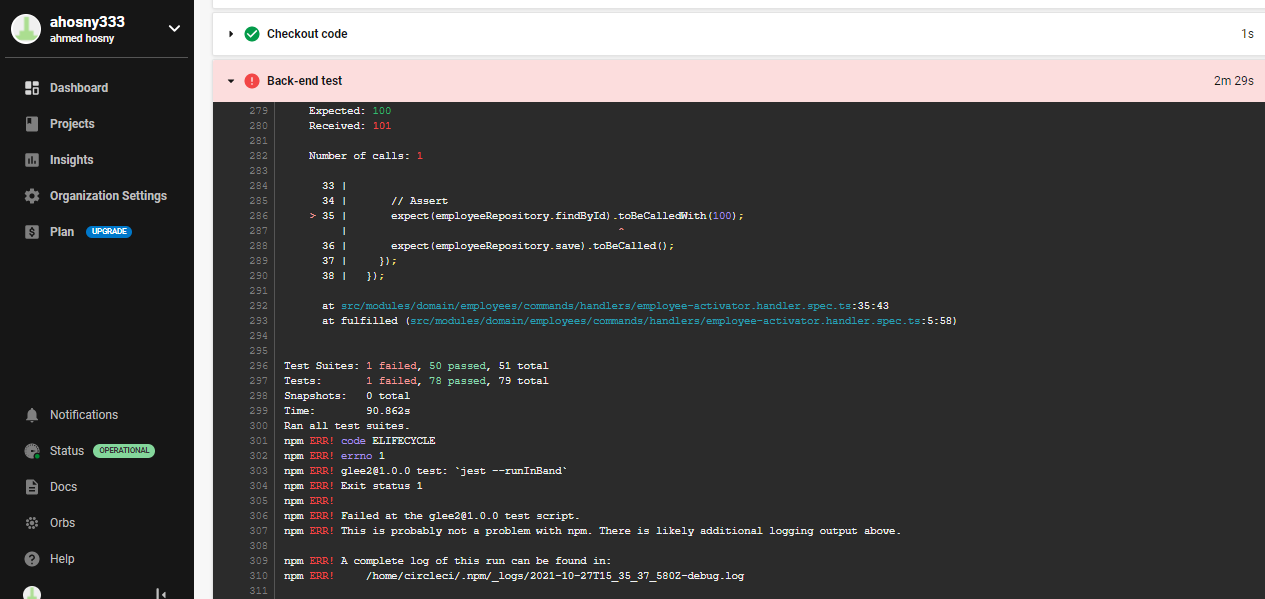 ahosny333
ahmed hosny
Dashboard
Projects
Insights
Organization Settings
Plan UPGRADE
Notifications
Status OPERATIONAL
Docs
Orbs
Help
Checkout code 1s
Back-end test 2m 29s
279 Expected: 100
280 Received: 101
281
282 Number of calls: 1
283
284 33 |
285 34 | // Assert
286 > 35 | expect(employeeRepository.findById).toBeCalledWith(100);
287 | ^
288 36 | expect(employeeRepository.save).toBeCalled();
289 37 | });
290 38 | });
291
292 at src/modules/domain/employees/commands/handlers/employee-activator.handler.spec.ts:35:43
293 at fulfilled (src/modules/domain/employees/commands/handlers/employee-activator.handler.spec.ts:5:58)
294
295
296 Test Suites: 1 failed, 50 passed, 51 total
297 Tests: 1 failed, 78 passed, 79 total
298 Snapshots: 0 total
299 Time: 90.862s
300 Ran all test suites.
301 npm ERR! code ELIFECYCLE
302 npm ERR! errno 1
303 npm ERR! glee2@1.0.0 test: `jest --runInBand`
304 npm ERR! Exit status 1
305 npm ERR!
306 npm ERR! Failed at the glee2@1.0.0 test script.
307 npm ERR! This is probably not a problem with npm. There is likely additional logging output above.
308
309 npm ERR! A complete log of this run can be found in:
310 npm ERR! /home/circleci/.npm/_logs/2021-10-27T15_35_37_580Z-debug.log
311